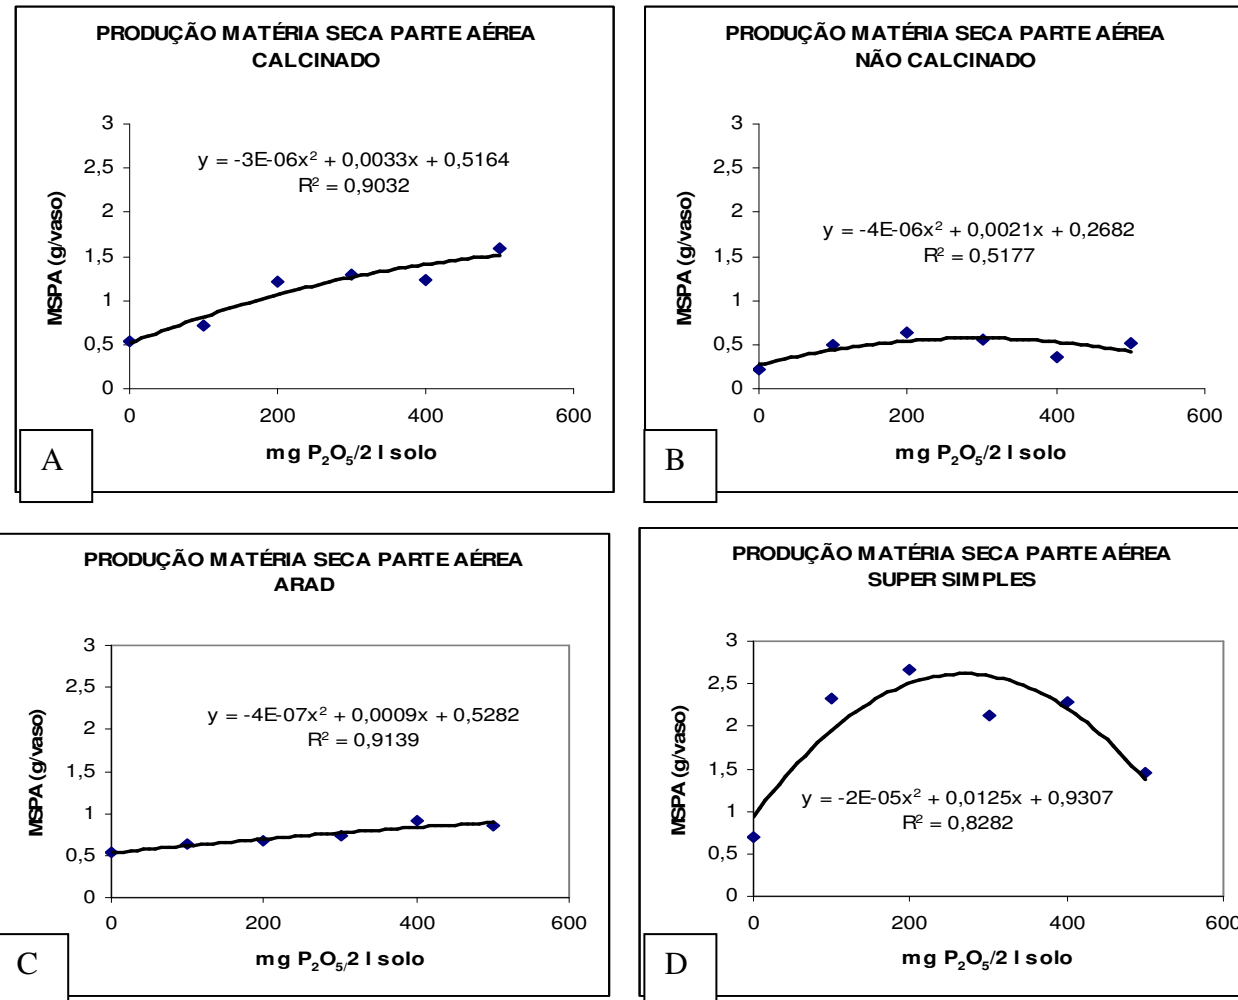 PRODUÇÃO MATÉRIA SECA PARTE AÉREA
CALCINADO
3
2,5
2
1,5
1
0,5
0
MSPA (g/vaso)
y = -3E-06x² + 0,0033x + 0,5164
R² = 0,9032
0 200 400 600
mg P₂O₅/2 l solo
A
PRODUÇÃO MATÉRIA SECA PARTE AÉREA
NÃO CALCINADO
3
2,5
2
1,5
1
0,5
0
MSPA (g/vaso)
y = -4E-06x² + 0,0021x + 0,2682
R² = 0,5177
0 200 400 600
mg P₂O₅/2 l solo
B
PRODUÇÃO MATÉRIA SECA PARTE AÉREA
ARAD
3
2,5
2
1,5
1
0,5
0
MSPA (g/vaso)
y = -4E-07x² + 0,0009x + 0,5282
R² = 0,9139
0 200 400 600
mg P₂O₅/2 l solo
C
PRODUÇÃO MATÉRIA SECA PARTE AÉREA
SUPER SIMPLES
3
2,5
2
1,5
1
0,5
0
MSPA (g/vaso)
y = -2E-05x² + 0,0125x + 0,9307
R² = 0,8282
0 200 400 600
mg P₂O₅/2 l solo
D